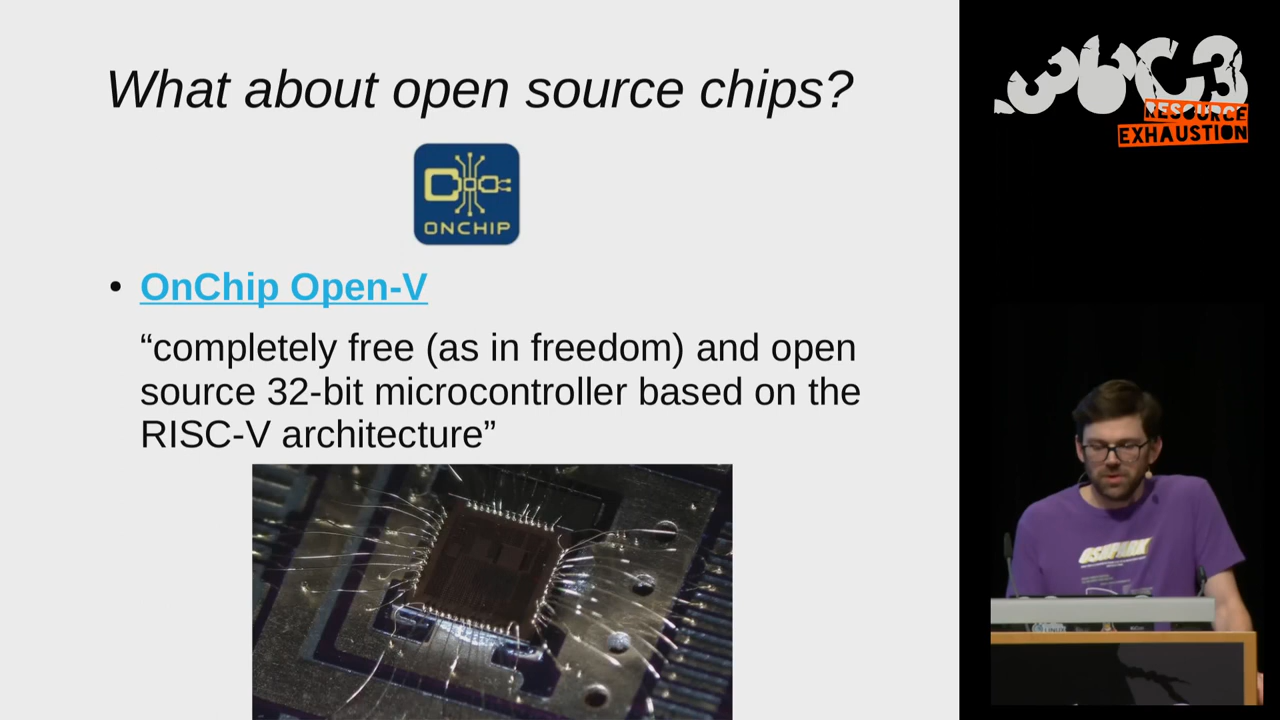 What about open source chips?
ONCHIP
• OnChip Open-V
“completely free (as in freedom) and open
source 32-bit microcontroller based on the
RISC-V architecture”
36C3
RESOURCE
EXHAUSTION
OSHPARK